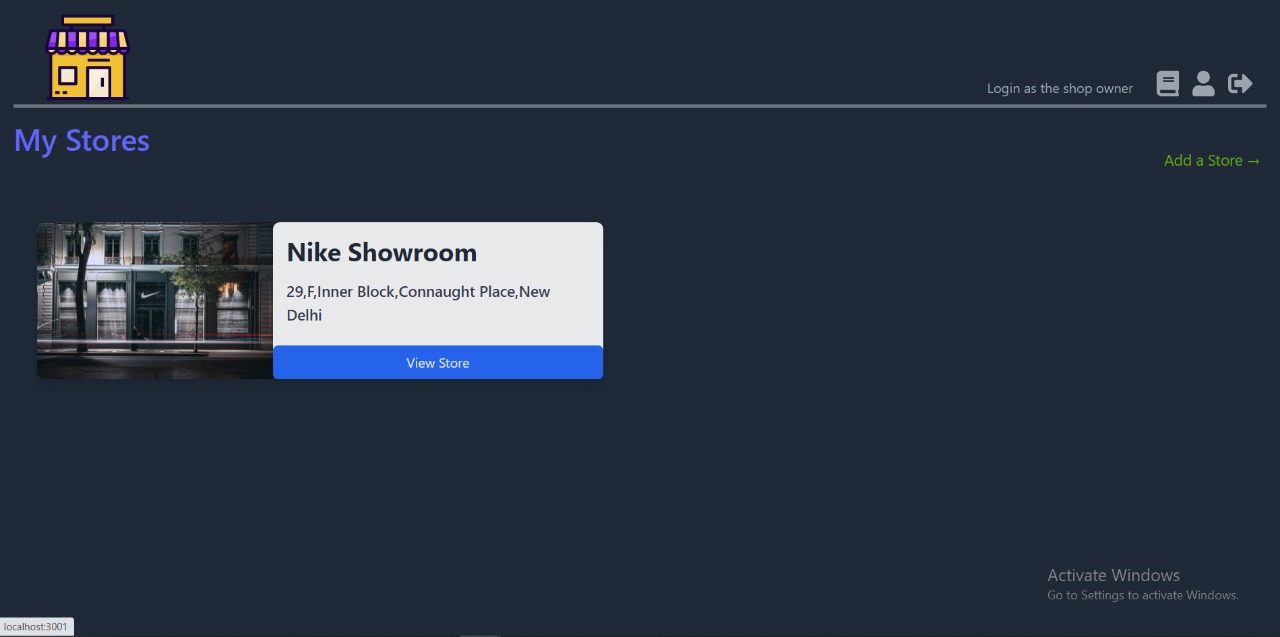 Login as the shop owner
My Stores
Add a Store →
Nike Showroom
29,F,Inner Block,Connaught Place,New
Delhi
View Store
Activate Windows
Go to Settings to activate Windows.
localhost:3001